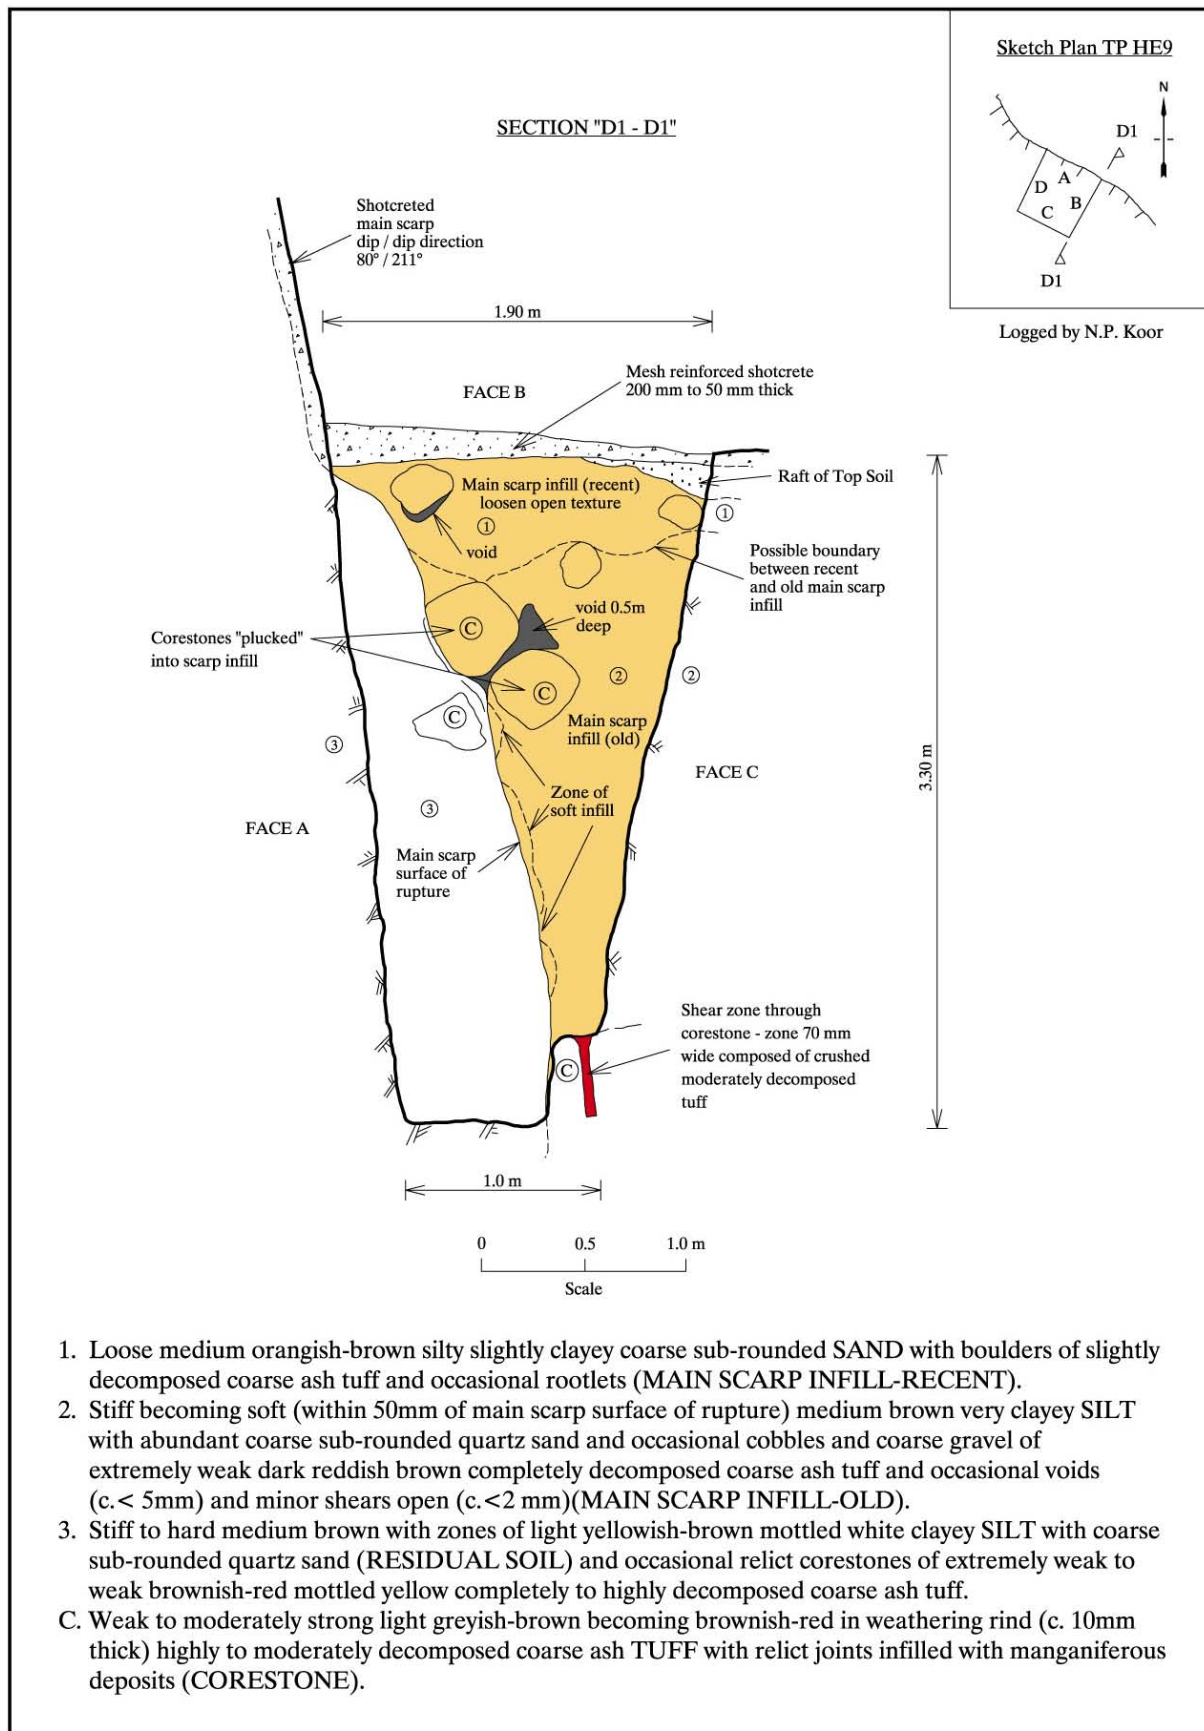 Sketch Plan TP HE9
N
D1
D
A
B
C
D1
Logged by N.P. Koor
SECTION "D1 - D1"
Shotcreted
main scarp
dip / dip direction
80° / 211°
1.90 m
FACE B
Mesh reinforced shotcrete
200 mm to 50 mm thick
Main scarp infill (recent)
loosen open texture
1
void
Raft of Top Soil
1
Possible boundary
between recent
and old main scarp
infill
void 0.5m
deep
Corestones "plucked"
into scarp infill
C
C
C
2
2
Main scarp
infill (old)
3
3
FACE A
FACE C
3.30 m
Zone of
soft infill
Main scarp
surface of
rupture
Shear zone through
corestone - zone 70 mm
wide composed of crushed
moderately decomposed
tuff
C
1.0 m
0 0.5 1.0 m
Scale
1. Loose medium orangish-brown silty slightly clayey coarse sub-rounded SAND with boulders of slightly
decomposed coarse ash tuff and occasional rootlets (MAIN SCARP INFILL-RECENT).
2. Stiff becoming soft (within 50mm of main scarp surface of rupture) medium brown very clayey SILT
with abundant coarse sub-rounded quartz sand and occasional cobbles and coarse gravel of
extremely weak dark reddish brown completely decomposed coarse ash tuff and occasional voids
(c.< 5mm) and minor shears open (c.<2 mm)(MAIN SCARP INFILL-OLD).
3. Stiff to hard medium brown with zones of light yellowish-brown mottled white clayey SILT with coarse
sub-rounded quartz sand (RESIDUAL SOIL) and occasional relict corestones of extremely weak to
weak brownish-red mottled yellow completely to highly decomposed coarse ash tuff.
C. Weak to moderately strong light greyish-brown becoming brownish-red in weathering rind (c. 10mm
thick) highly to moderately decomposed coarse ash TUFF with relict joints infilled with manganiferous
deposits (CORESTONE).